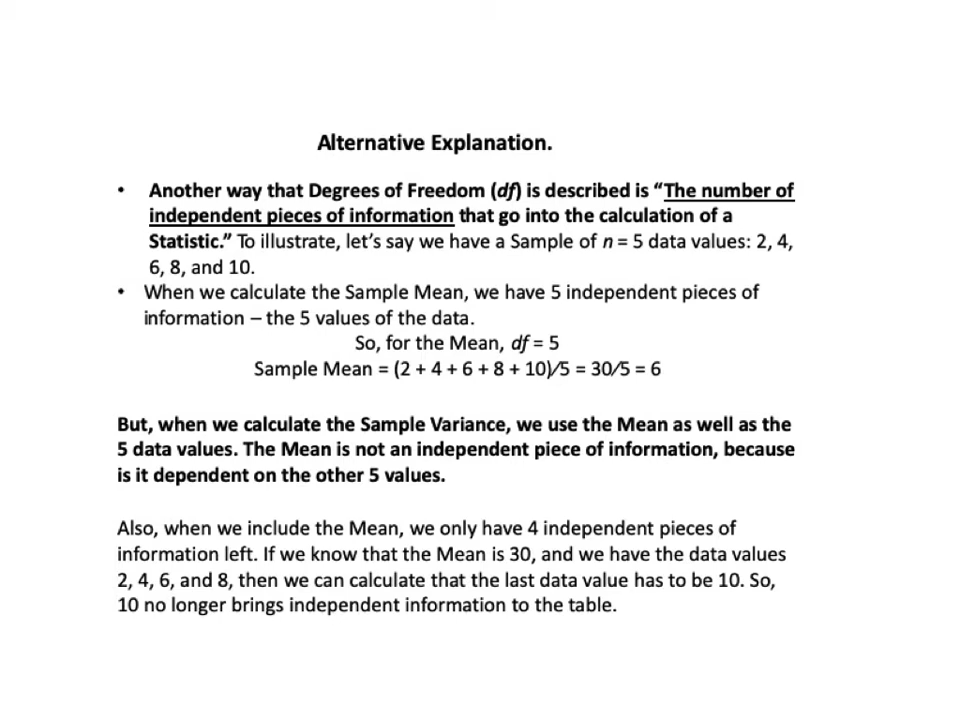 Alternative Explanation.
• Another way that Degrees of Freedom (df) is described is “The number of
independent pieces of information that go into the calculation of a
Statistic.” To illustrate, let’s say we have a Sample of n = 5 data values: 2, 4,
6, 8, and 10.
• When we calculate the Sample Mean, we have 5 independent pieces of
information – the 5 values of the data.
So, for the Mean, df = 5
Sample Mean = (2 + 4 + 6 + 8 + 10)/5 = 30/5 = 6
But, when we calculate the Sample Variance, we use the Mean as well as the
5 data values. The Mean is not an independent piece of information, because
is it dependent on the other 5 values.
Also, when we include the Mean, we only have 4 independent pieces of
information left. If we know that the Mean is 30, and we have the data values
2, 4, 6, and 8, then we can calculate that the last data value has to be 10. So,
10 no longer brings independent information to the table.